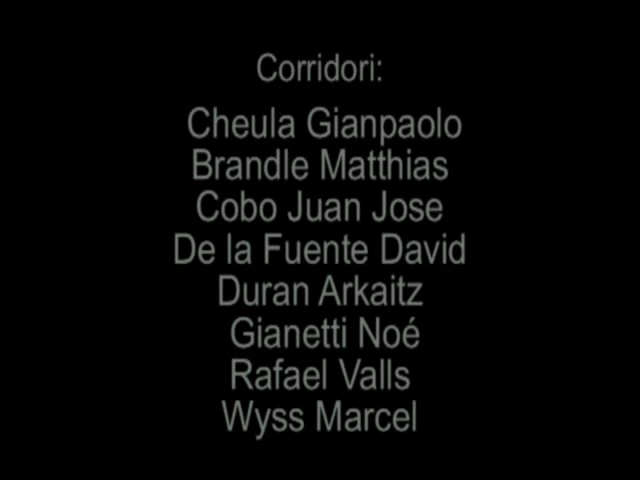 Corridori:
Cheula Gianpaolo
Brandle Matthias
Cobo Juan Jose
De la Fuente David
Duran Arkaitz
Gianetti Noé
Rafael Valls
Wyss Marcel